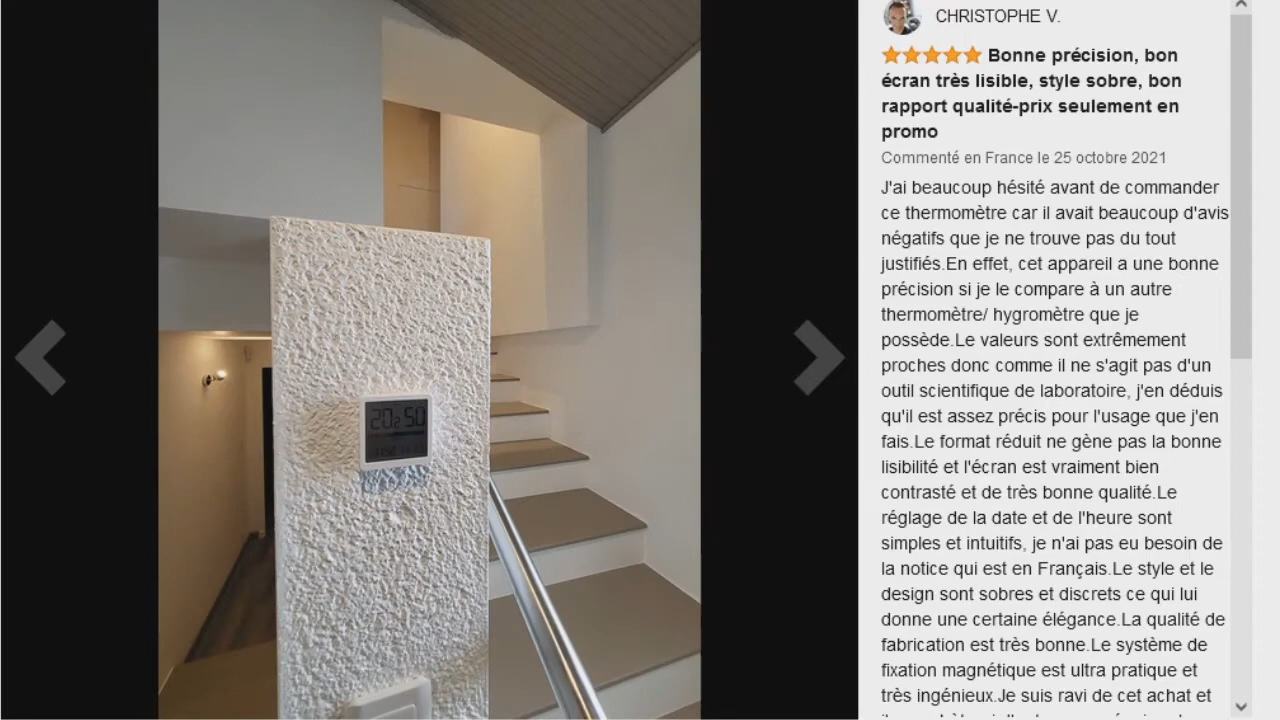 CHRISTOPHE V.
Bonne précision, bon
écran très lisible, style sobre, bon
rapport qualité-prix seulement en
promo
Commenté en France le 25 octobre 2021
J'ai beaucoup hésité avant de commander
ce thermomètre car il avait beaucoup d'avis
négatifs que je ne trouve pas du tout
justifiés.En effet, cet appareil a une bonne
précision si je le compare à un autre
thermomètre/ hygromètre que je
possède.Le valeurs sont extrêmement
proches donc comme il ne s'agit pas d'un
outil scientifique de laboratoire, j'en déduis
qu'il est assez précis pour l'usage que j'en
fais.Le format réduit ne gène pas la bonne
lisibilité et l'écran est vraiment bien
contrasté et de très bonne qualité.Le
réglage de la date et de l'heure sont
simples et intuitifs, je n'ai pas eu besoin de
la notice qui est en Français.Le style et le
design sont sobres et discrets ce qui lui
donne une certaine élégance.La qualité de
fabrication est très bonne.Le système de
fixation magnétique est ultra pratique et
très ingénieux.Je suis ravi de cet achat et
20.2 50